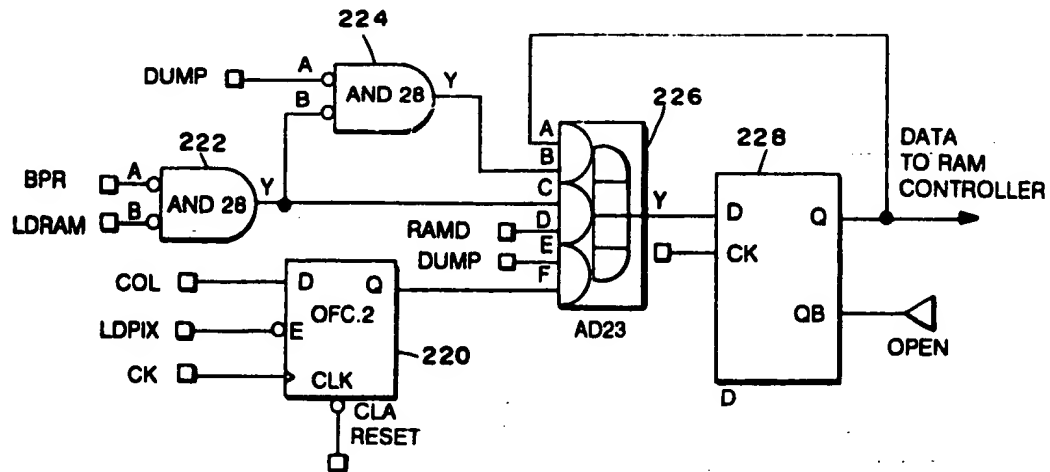 224
DUMP
A
AND 28
Y
B
226
222
BPR
A
AND 28
Y
LDRAM
B
A
B
C
D
E
F
RAMD
DUMP
AD23
Y
228
D
Q
CK
QB
D
DATA
TO RAM
CONTROLLER
OPEN
COL
D
Q
OFC.2
LDPIX
E
CK
CLK
220
CLA
RESET